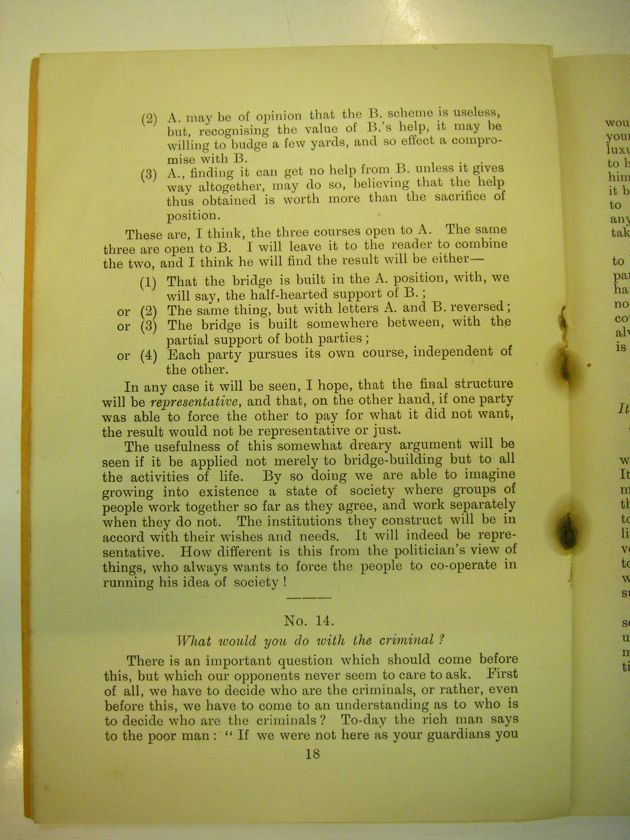 (2) A. may be of opinion that the B. scheme is useless,
but, recognising the value of B.'s help, it may be
willing to budge a few yards, and so effect a compro-
mise with B.
(3) A., finding it can get no help from B. unless it gives
way altogether, may do so, believing that the help
thus obtained is worth more than the sacrifice of
position.
These are, I think, the three courses open to A. The same
three are open to B. I will leave it to the reader to combine
the two, and I think he will find the result will be either—
(1) That the bridge is built in the A. position, with, we
will say, the half-hearted support of B.;
or (2) The same thing, but with letters A. and B. reversed;
or (3) The bridge is built somewhere between, with the
partial support of both parties;
or (4) Each party pursues its own course, independent of
the other.
In any case it will be seen, I hope, that the final structure
will be representative, and that, on the other hand, if one party
was able to force the other to pay for what it did not want,
the result would not be representative or just.
The usefulness of this somewhat dreary argument will be
seen if it be applied not merely to bridge-building but to all
the activities of life. By so doing we are able to imagine
growing into existence a state of society where groups of
people work together so far as they agree, and work separately
when they do not. The institutions they construct will be in
accord with their wishes and needs. It will indeed be repre-
sentative. How different is this from the politician's view of
things, who always wants to force the people to co-operate in
running his idea of society!
No. 14.
What would you do with the criminal?
There is an important question which should come before
this, but which our opponents never seem to care to ask. First
of all, we have to decide who are the criminals, or rather, even
before this, we have to come to an understanding as to who is
to decide who are the criminals? To-day the rich man says
to the poor man: "If we were not here as your guardians you
18